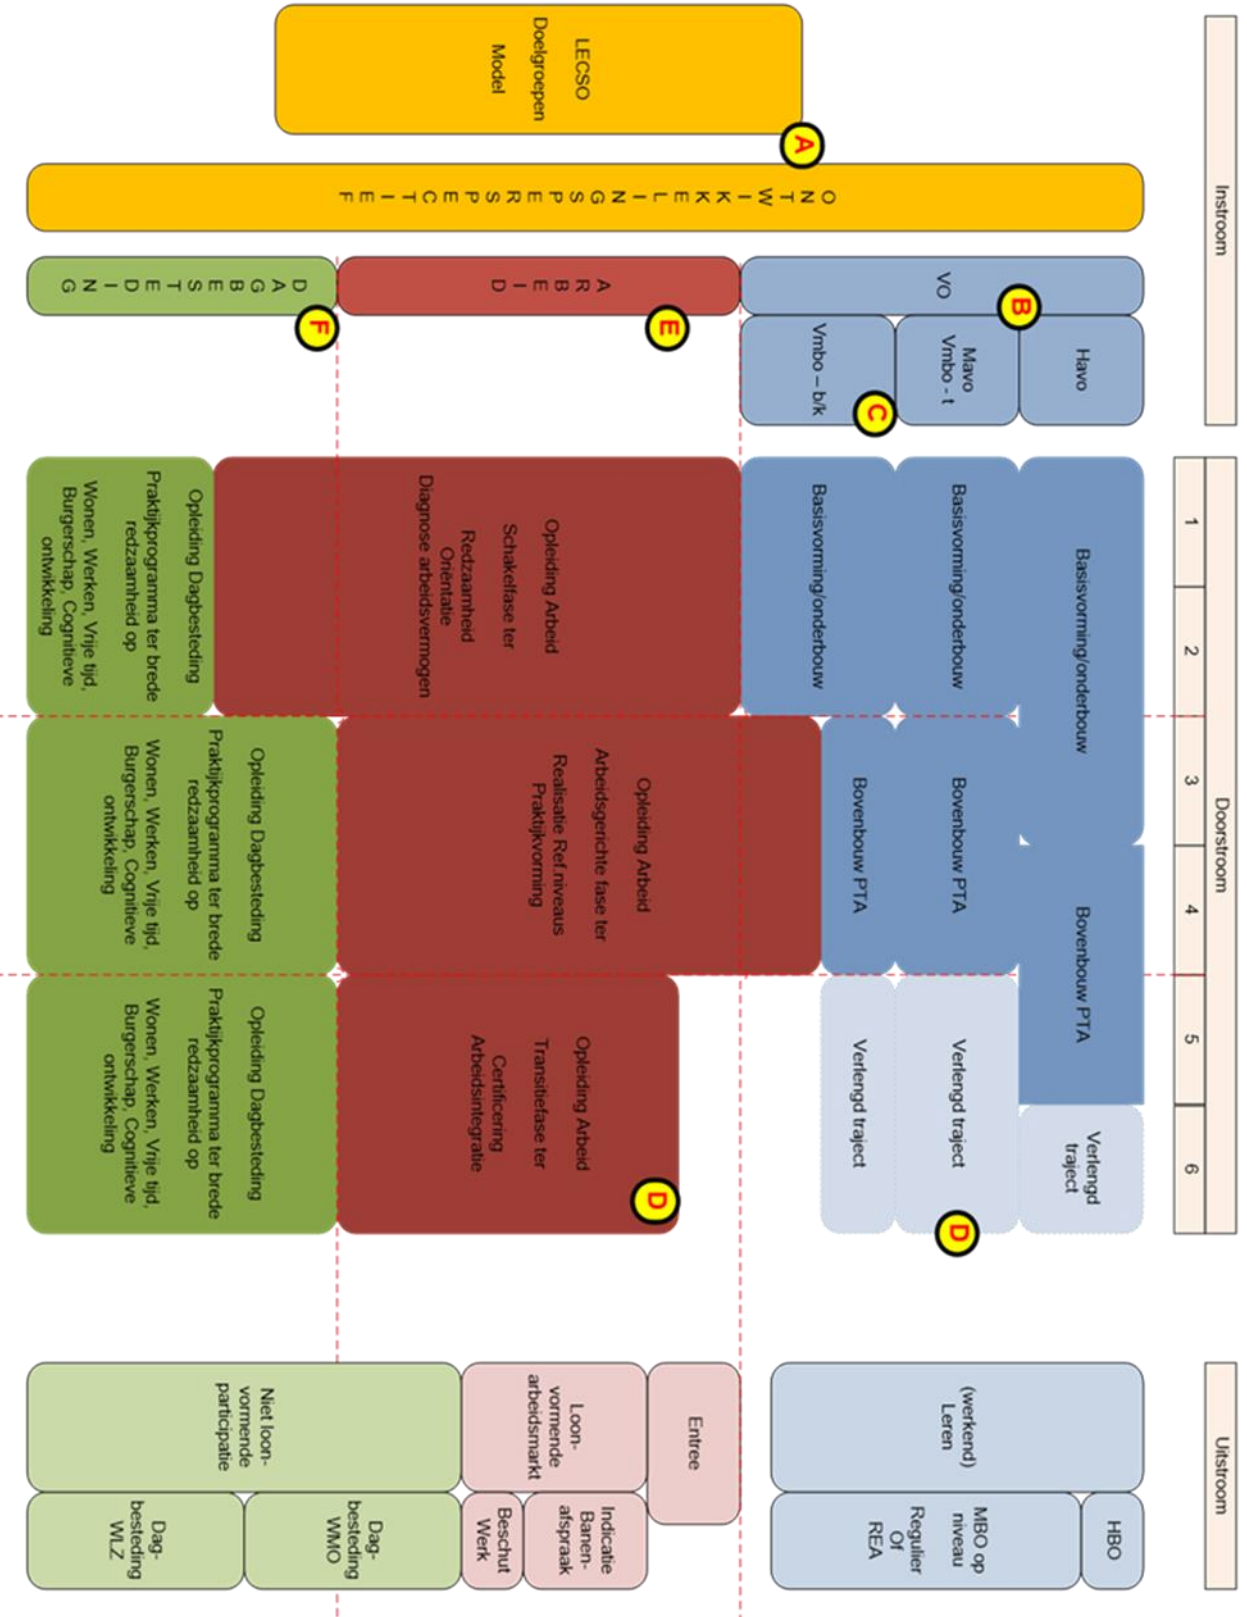 Instroom
Doorstroom
Uitstroom
1
2
3
4
5
6
LECSO
Doelgroepen
Model
A
ONTWIKKELINGSPERSPECTIEF
VO
B
Havo
Mavo
Vmbo - t
Vmbo – b/k
C
ARBEID
E
DAGBESTEDING
F
Basisvorming/onderbouw
Bovenbouw PTA
Verlengd
traject
Basisvorming/onderbouw
Bovenbouw PTA
Verlengd traject
D
Basisvorming/onderbouw
Bovenbouw PTA
Verlengd traject
Opleiding Arbeid
Schakelfase ter
Redzaamheid
Oriëntatie
Diagnose arbeidsvermogen
Opleiding Arbeid
Arbeidsgerichte fase ter
Realisatie Ref.niveaus
Praktijkvorming
Opleiding Arbeid
Transitiefase ter
Certificering
Arbeidsintegratie
D
Opleiding Dagbesteding
Praktijkprogramma ter brede
redzaamheid op
Wonen, Werken, Vrije tijd,
Burgerschap, Cognitieve
ontwikkeling
Opleiding Dagbesteding
Praktijkprogramma ter brede
redzaamheid op
Wonen, Werken, Vrije tijd,
Burgerschap, Cognitieve
ontwikkeling
Opleiding Dagbesteding
Praktijkprogramma ter brede
redzaamheid op
Wonen, Werken, Vrije tijd,
Burgerschap, Cognitieve
ontwikkeling
(werkend)
Leren
HBO
MBO op
niveau
Regulier
Of
REA
Entree
Loon-
vormende
arbeidsmarkt
Indicatie
Banen-
afspraak
Beschut
Werk
Niet loon-
vormende
participatie
Dag-
besteding
WMO
Dag-
besteding
WLZ